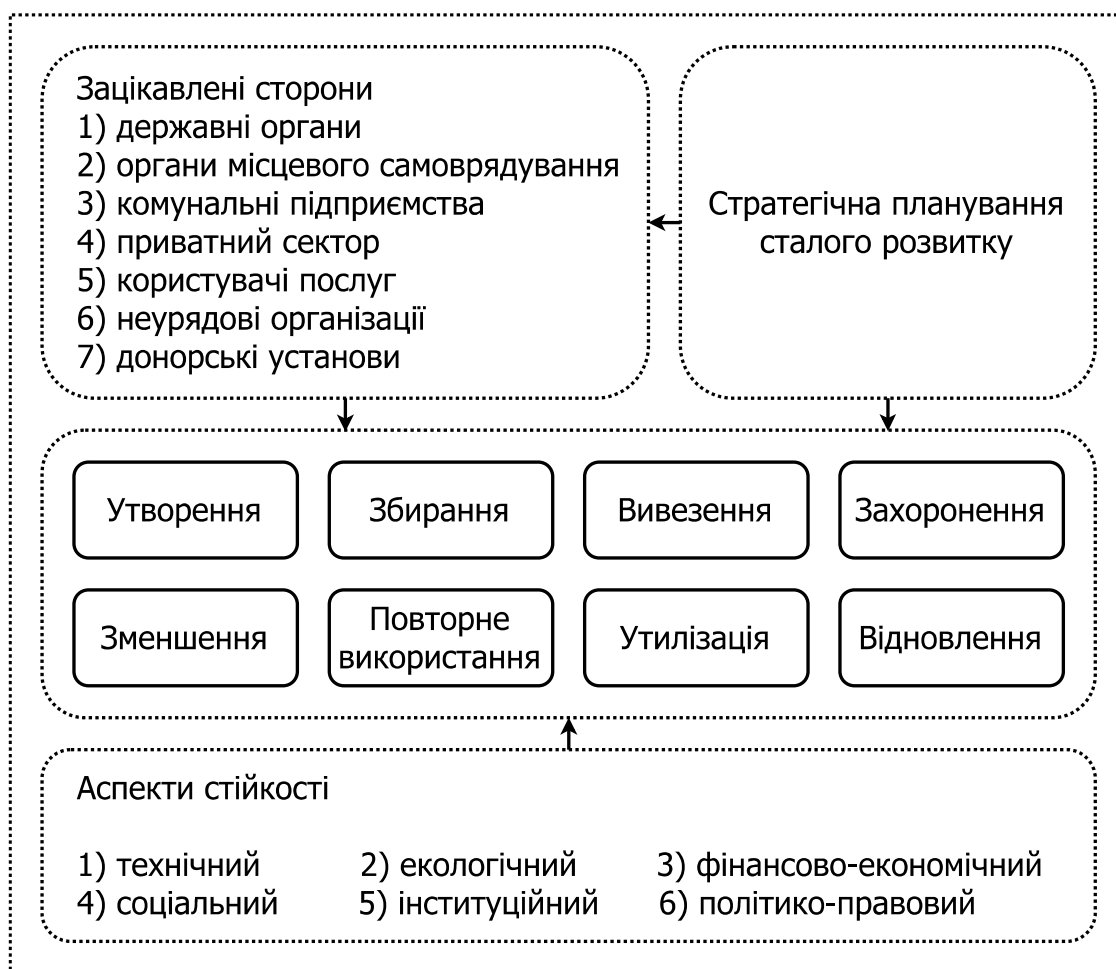 Зацікавлені сторони
1) державні органи
2) органи місцевого самоврядування
3) комунальні підприємства
4) приватний сектор
5) користувачі послуг
6) неурядові організації
7) донорські установи
Стратегічна планування
сталого розвитку
Утворення
Збирання
Вивезення
Захоронення
Зменшення
Повторне
використання
Утилізація
Відновлення
Аспекти стійкості
1) технічний 2) екологічний 3) фінансово-економічний
4) соціальний 5) інституційний 6) політико-правовий